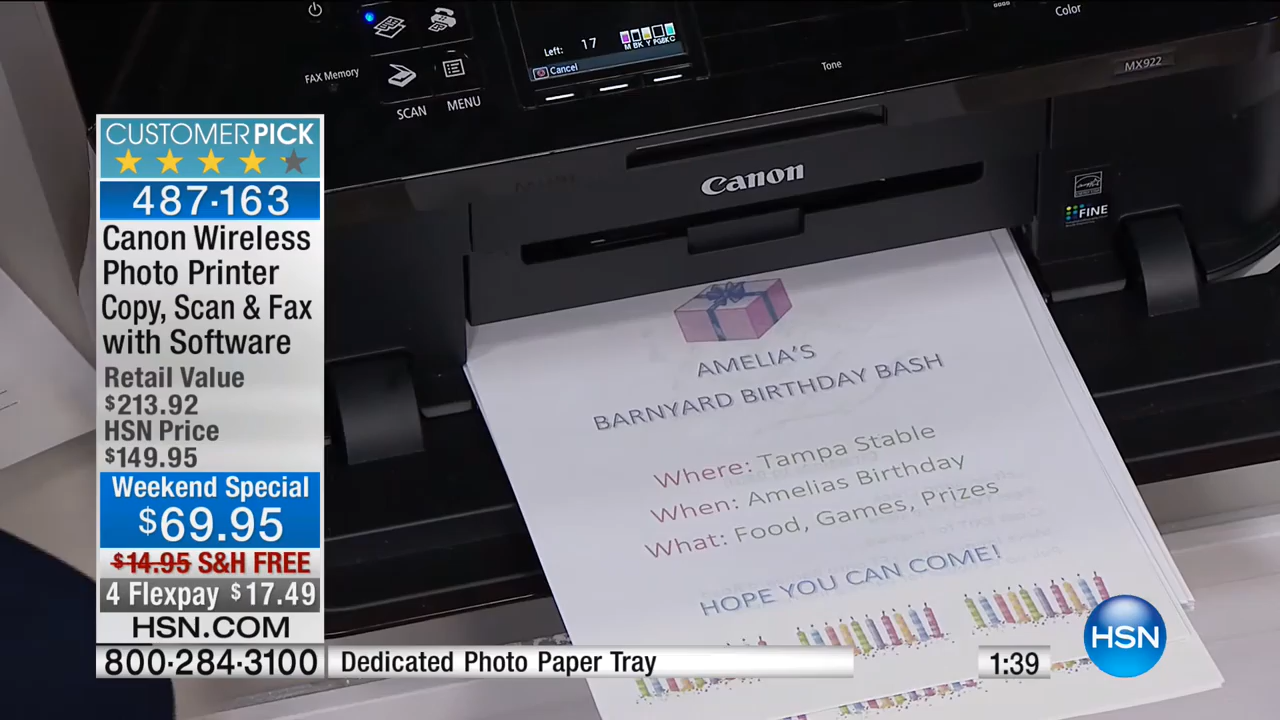 FAX Memory
SCAN
MENU
Left: 17
M BK Y PGBK C
Cancel
Tone
Color
MX922
Canon
FINE
CUSTOMER PICK
487-163
Canon Wireless
Photo Printer
Copy, Scan & Fax
with Software
Retail Value
$213.92
HSN Price
$149.95
Weekend Special
$69.95
$14.95 S&H FREE
4 Flexpay $17.49
HSN.COM
800-284-3100
Dedicated Photo Paper Tray
1:39
HSN
AMELIA'S
BARNYARD BIRTHDAY BASH
Where: Tampa Stable
When: Amelias Birthday
What: Food, Games, Prizes
HOPE YOU CAN COME!